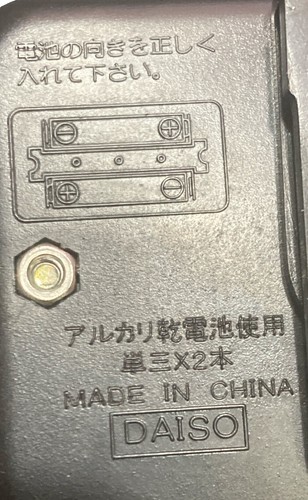 電池の向きを正しく
入れて下さい。
⊖ ⊕
⊖ ⊕
アルカリ乾電池使用
単三X2本
MADE IN CHINA
DAISO